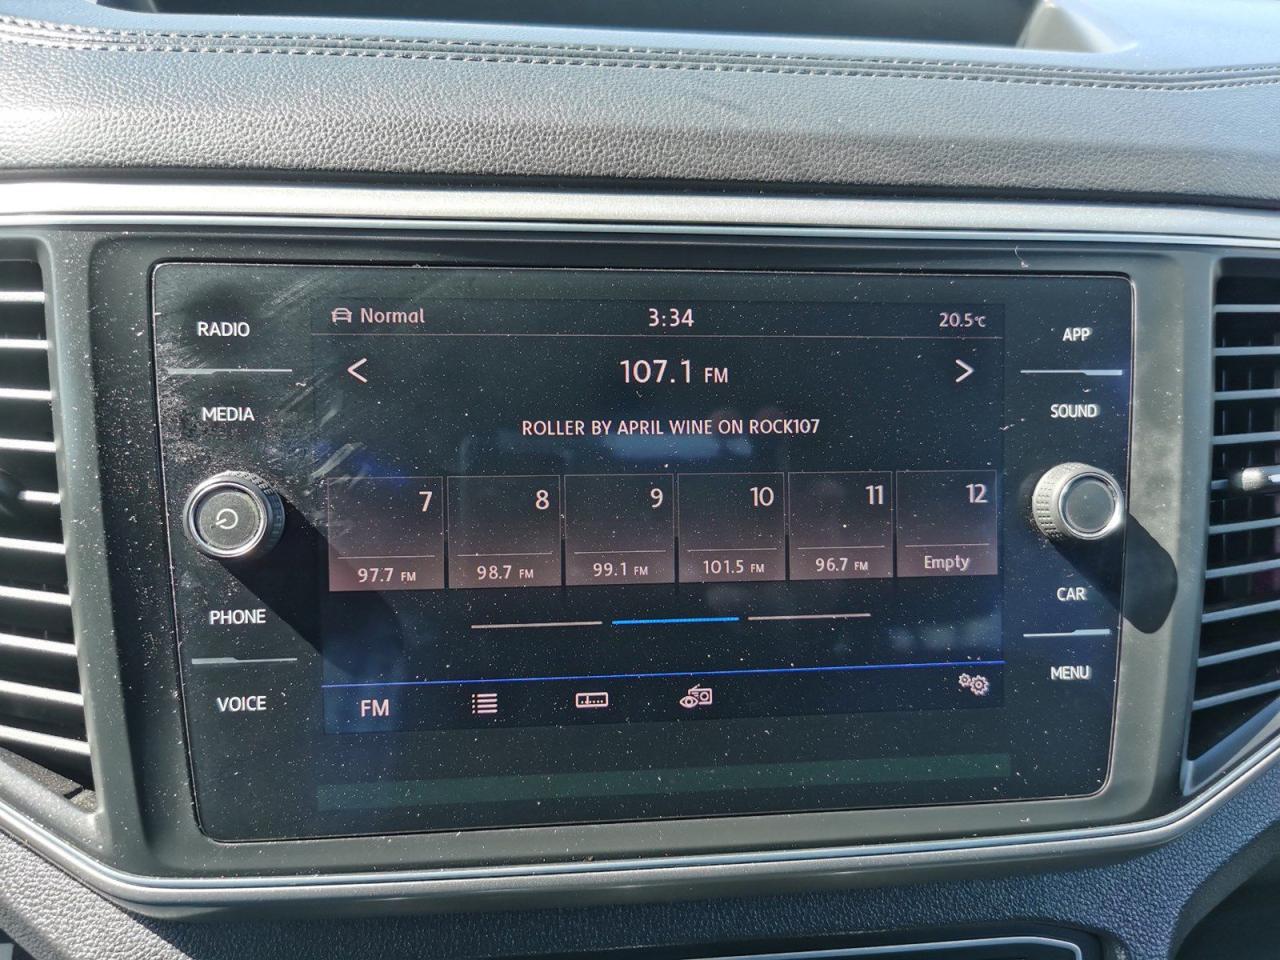 RADIO
MEDIA
PHONE
VOICE
Normal
3:34
20.5°C
< 107.1 FM >
ROLLER BY APRIL WINE ON ROCK107
7
97.7 FM
8
98.7 FM
9
99.1 FM
10
101.5 FM
11
96.7 FM
12
Empty
FM
APP
SOUND
CAR
MENU